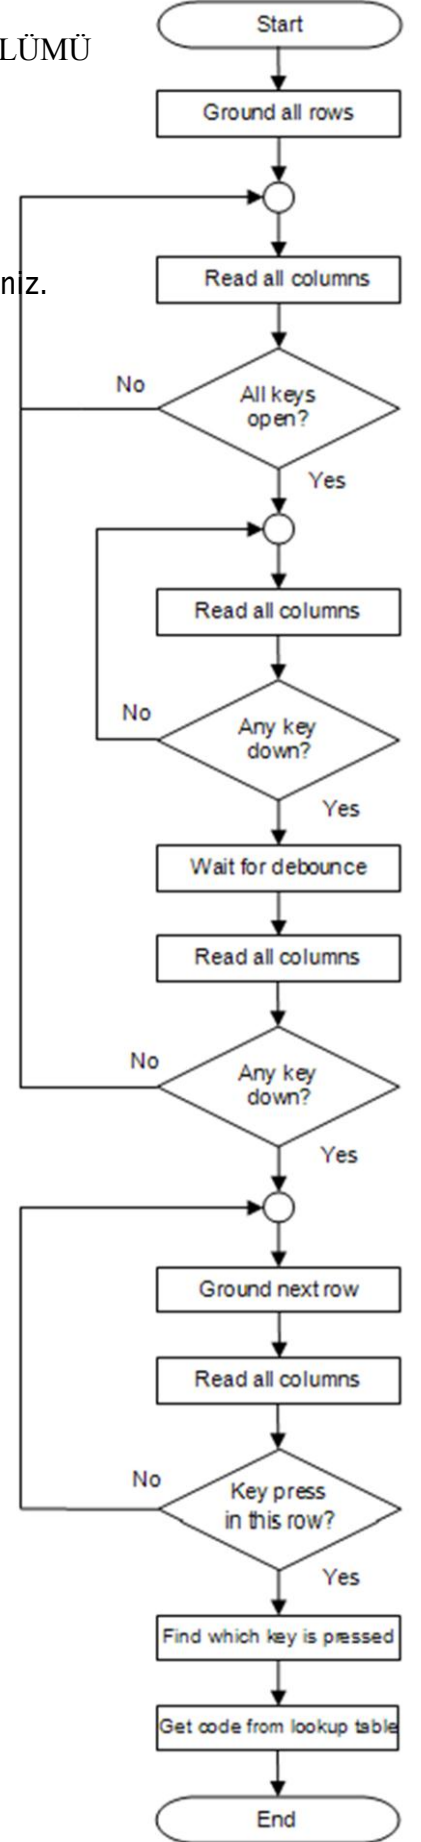 Start
LÜMÜ
Ground all rows
niz.
Read all columns
No
All keys
open?
Yes
Read all columns
No
Any key
down?
Yes
Wait for debounce
Read all columns
No
Any key
down?
Yes
Ground next row
Read all columns
No
Key press
in this row?
Yes
Find which key is pressed
Get code from lookup table
End